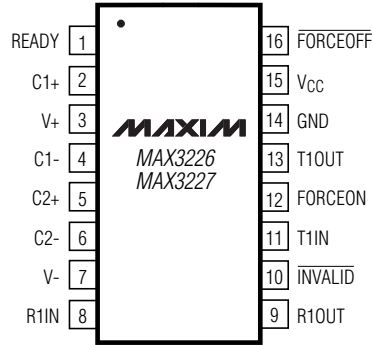 READY 1 16 FORCEOFF
C1+ 2 15 VCC
V+ 3 MAXIM 14 GND
C1- 4 MAX3226 13 T1OUT
MAX3227
C2+ 5 12 FORCEON
C2- 6 11 T1IN
V- 7 10 INVALID
R1IN 8 9 R1OUT